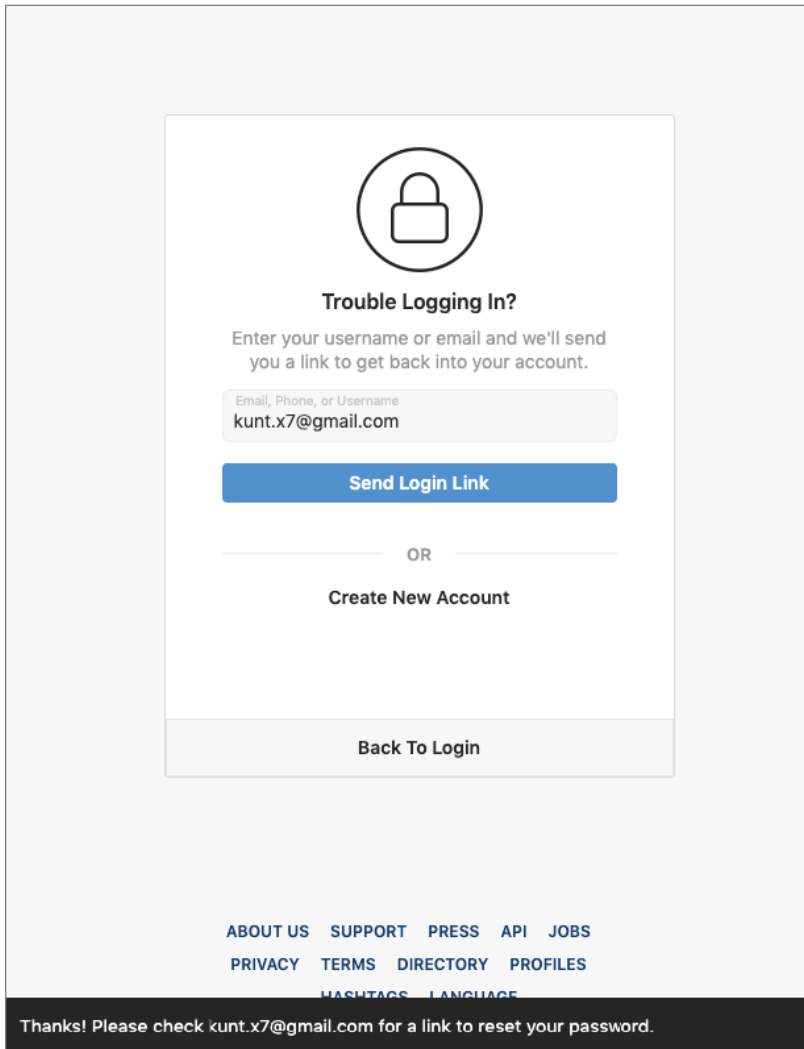 Trouble Logging In?
Enter your username or email and we'll send
you a link to get back into your account.
Email, Phone, or Username
kunt.x7@gmail.com
Send Login Link
OR
Create New Account
Back To Login
ABOUT US SUPPORT PRESS API JOBS
PRIVACY TERMS DIRECTORY PROFILES
HASHTAGS LANGUAGE
Thanks! Please check kunt.x7@gmail.com for a link to reset your password.